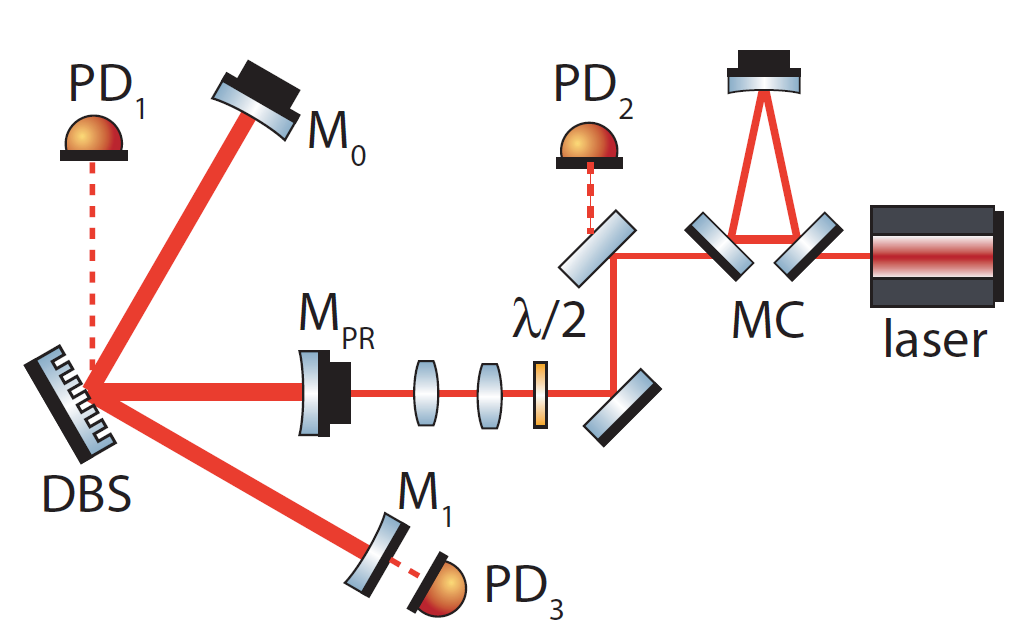 PD1
M0
PD2
MPR
λ/2
MC
laser
DBS
M1
PD3